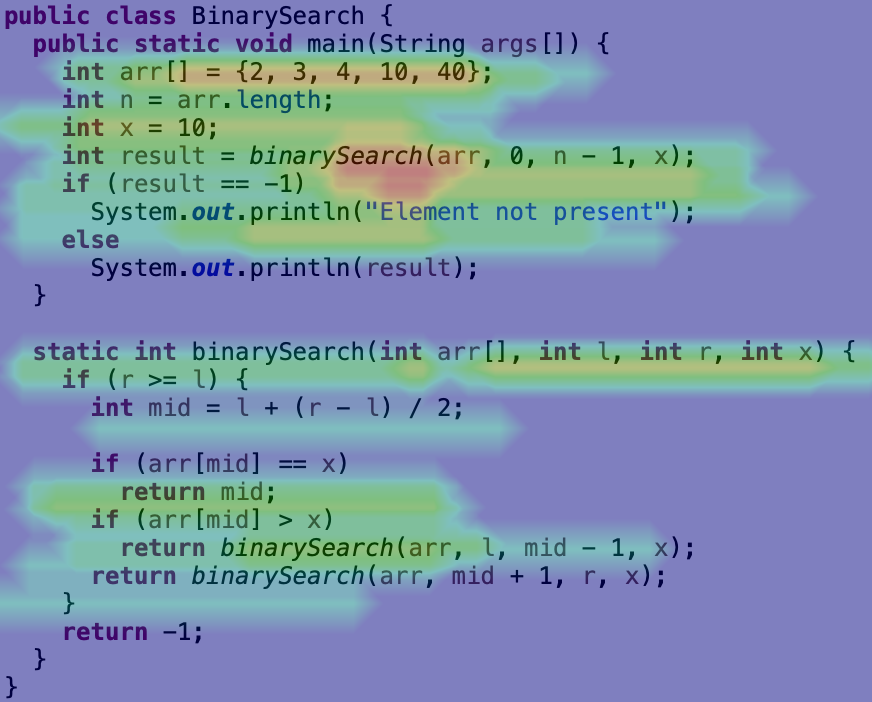 public class BinarySearch {
  public static void main(String args[]) {
    int arr[] = {2, 3, 4, 10, 40};
    int n = arr.length;
    int x = 10;
    int result = binarySearch(arr, 0, n - 1, x);
    if (result == -1)
      System.out.println("Element not present");
    else
      System.out.println(result);
  }
  static int binarySearch(int arr[], int l, int r, int x) {
    if (r >= l) {
      int mid = l + (r - l) / 2;
      if (arr[mid] == x)
        return mid;
      if (arr[mid] > x)
        return binarySearch(arr, l, mid - 1, x);
      return binarySearch(arr, mid + 1, r, x);
    }
    return -1;
  }
}